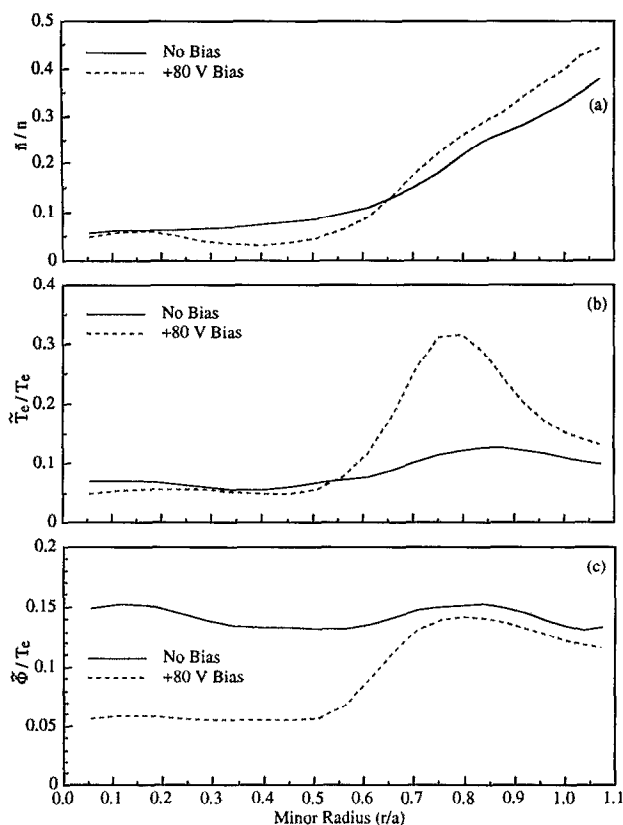 0.5
0.4
0.3
0.2
0.1
0
ñ / n
No Bias
+80 V Bias
(a)
0.4
0.3
0.2
0.1
0
T̃e / Te
No Bias
+80 V Bias
(b)
0.2
0.15
0.1
0.05
0
Φ̃ / Te
No Bias
+80 V Bias
(c)
0.0 0.1 0.2 0.3 0.4 0.5 0.6 0.7 0.8 0.9 1.0 1.1
Minor Radius (r/a)